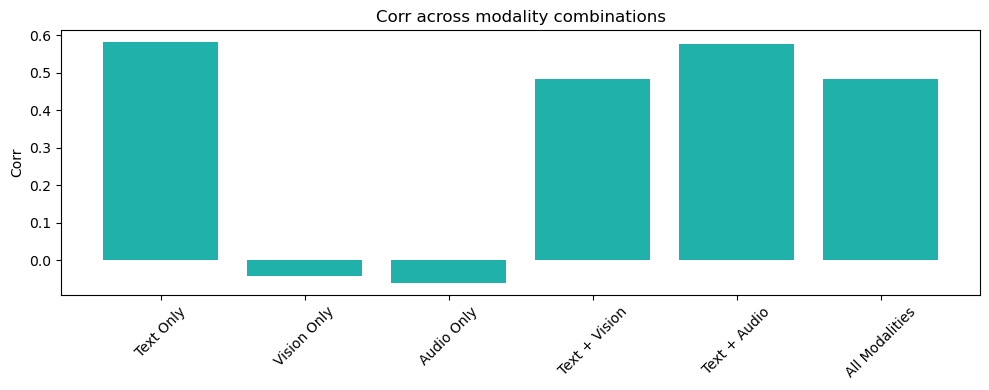 Corr across modality combinations
Corr
0.6
0.5
0.4
0.3
0.2
0.1
0.0
Text Only
Vision Only
Audio Only
Text + Vision
Text + Audio
All Modalities